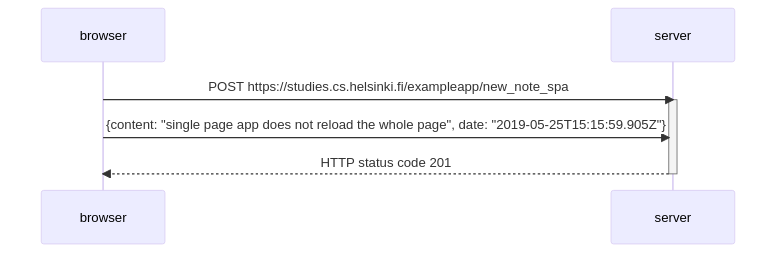 browser
server
POST https://studies.cs.helsinki.fi/exampleapp/new_note_spa
{content: "single page app does not reload the whole page", date: "2019-05-25T15:15:59.905Z"}
HTTP status code 201
browser
server